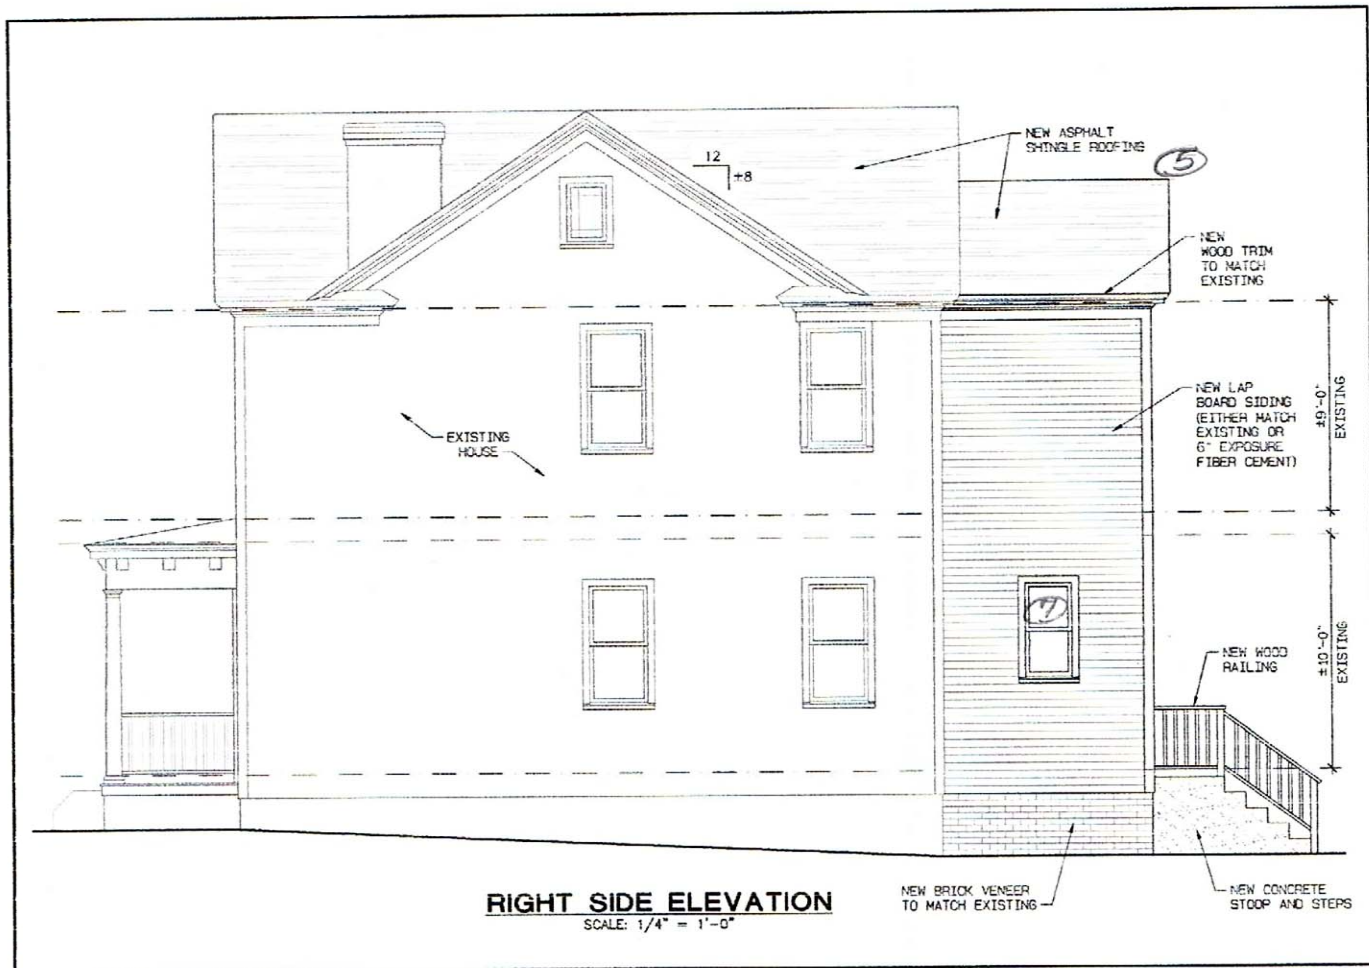 NEW ASPHALT
SHINGLE ROOFING
5
12
±8
NEW
WOOD TRIM
TO MATCH
EXISTING
NEW LAP
BOARD SIDING
(EITHER MATCH
EXISTING OR
6" EXPOSURE
FIBER CEMENT)
±9'-0"
EXISTING
EXISTING
HOUSE
7
±10'-0"
EXISTING
NEW WOOD
RAILING
NEW BRICK VENEER
TO MATCH EXISTING
NEW CONCRETE
STOOP AND STEPS
RIGHT SIDE ELEVATION
SCALE: 1/4" = 1'-0"